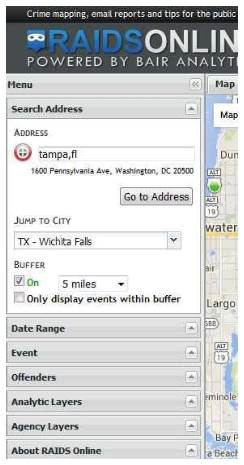 Crime mapping, email reports and tips for the public
RAIDSONLIN
POWERED BY BAIR ANALYT
Menu
Map
Search Address
Map
ADDRESS
tampa,fl
1600 Pennsylvania Ave, Washington, DC 20500
Dun
Go to Address
ALT
19
JUMP TO CITY
TX - Wichita Falls
water
BUFFER
On
5 miles
air
Only display events within buffer
Largo
Date Range
688
Event
ALT
19
Offenders
Analytic Layers
eminole
Agency Layers
Bay P
About RAIDS Online
a Beach